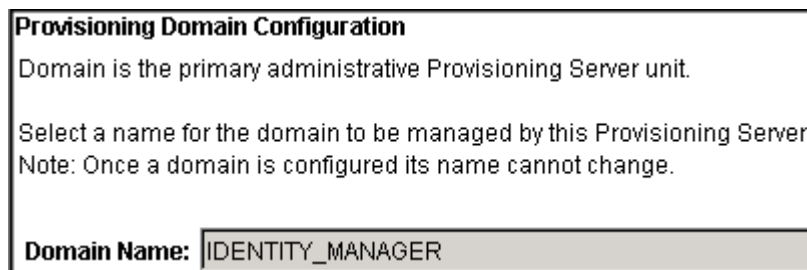 Provisioning Domain Configuration
Domain is the primary administrative Provisioning Server unit.
Select a name for the domain to be managed by this Provisioning Server
Note: Once a domain is configured its name cannot change.
Domain Name: IDENTITY_MANAGER